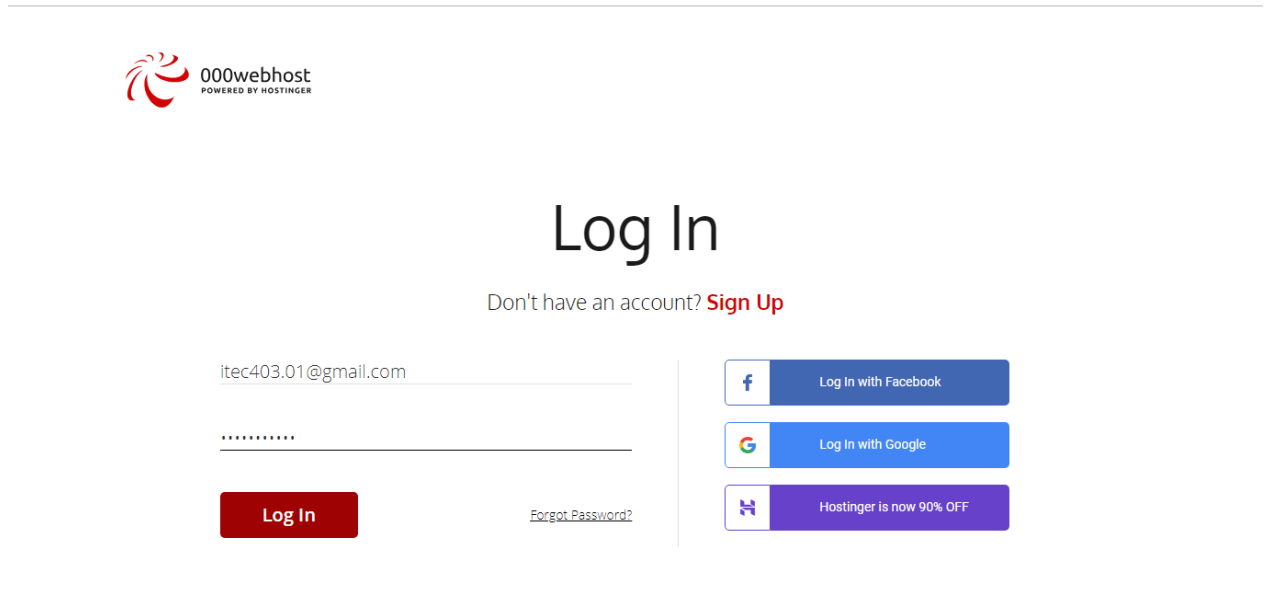 000webhost
POWERED BY HOSTINGER
Log In
Don't have an account? Sign Up
itec403.01@gmail.com
...........
Log In
Forgot Password?
Log In with Facebook
Log In with Google
Hostinger is now 90% OFF